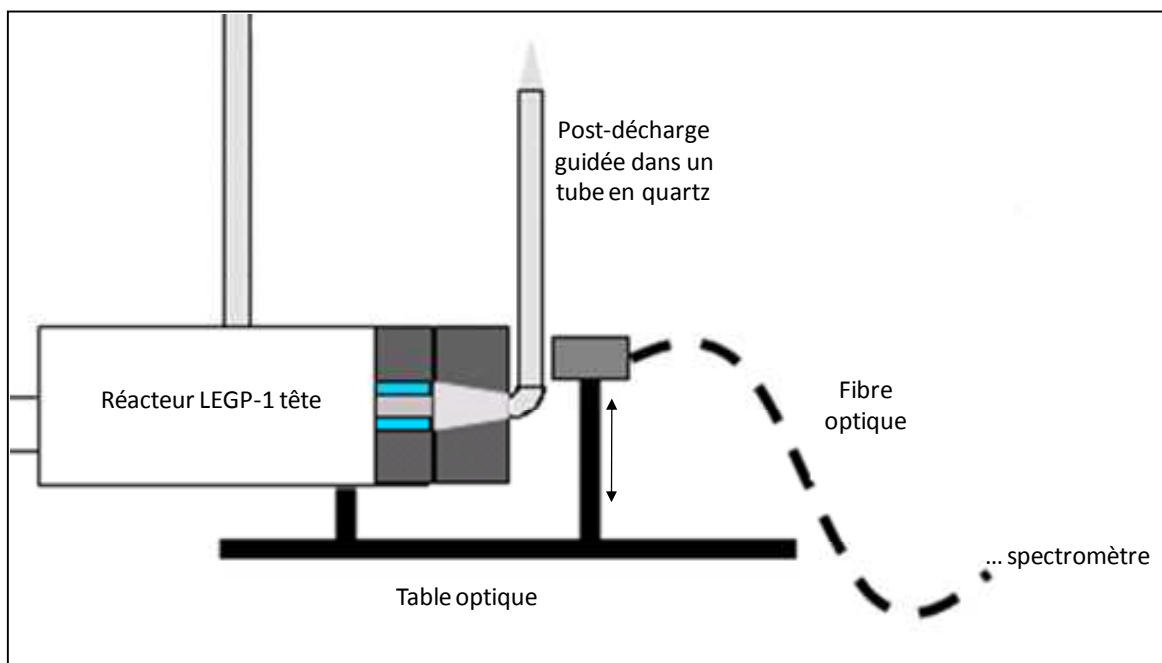 Post-décharge
guidée dans un
tube en quartz
Réacteur LEGP-1 tête
Fibre
optique
... spectromètre
Table optique